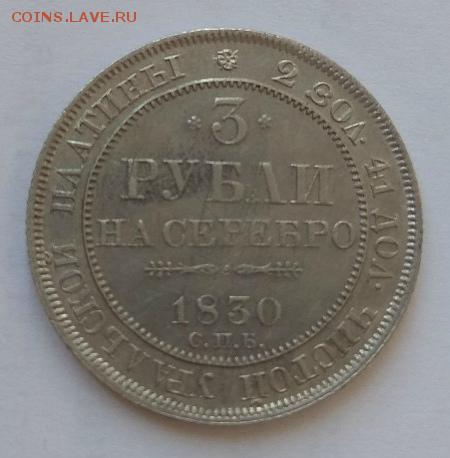 COINS.LAVE.RU
* 2 ЗОЛ. 41 ДОЛ. ЧИСТОЙ УРАЛЬСКОЙ ПЛАТИНЫ
* 3 *
РУБЛИ
НА СЕРЕБРО
1830
С.П.Б.